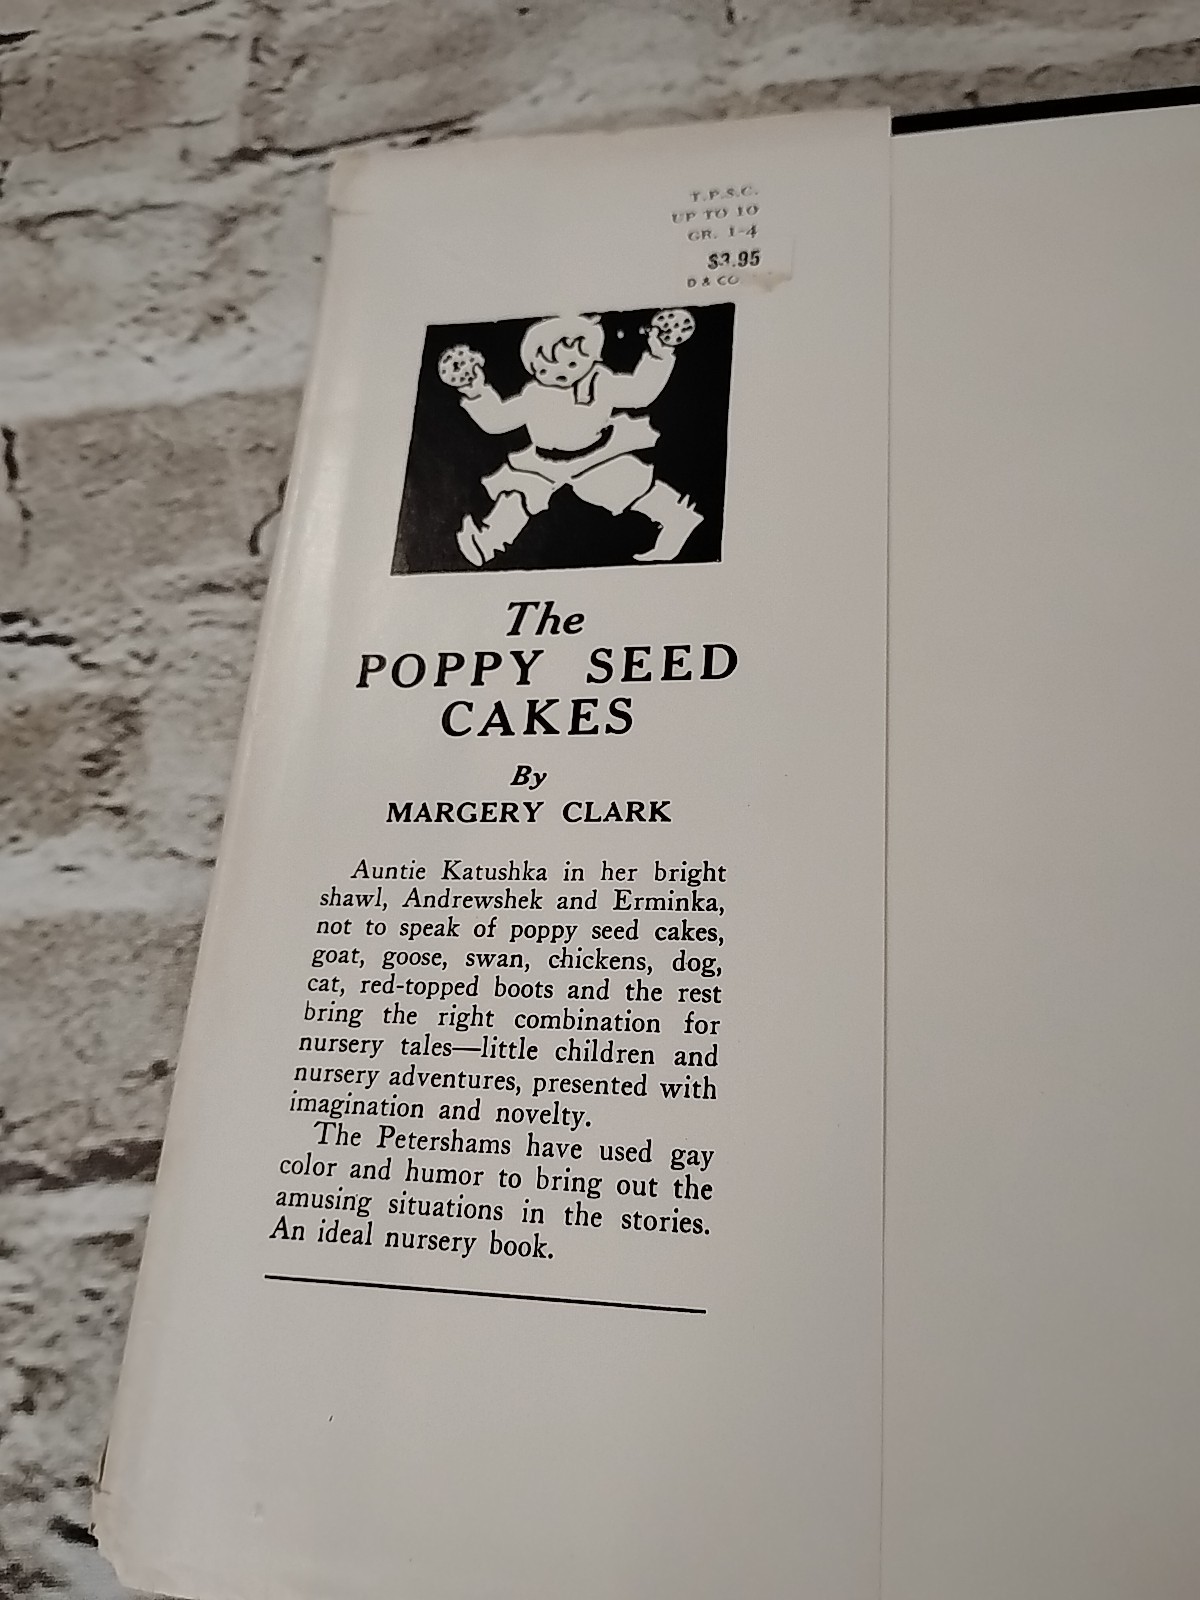 T.P.S.C.
UP TO 10
GR. 1-4
$3.95
D & CO
The
POPPY SEED
CAKES
By
MARGERY CLARK
Auntie Katushka in her bright
shawl, Andrewshek and Erminka,
not to speak of poppy seed cakes,
goat, goose, swan, chickens, dog,
cat, red-topped boots and the rest
bring the right combination for
nursery tales—little children and
nursery adventures, presented with
imagination and novelty.
The Petershams have used gay
color and humor to bring out the
amusing situations in the stories.
An ideal nursery book.